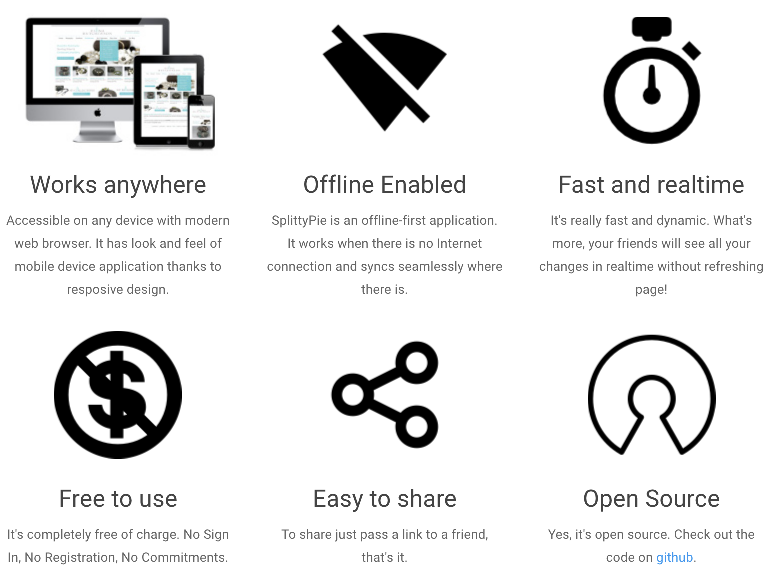 Works anywhere
Accessible on any device with modern
web browser. It has look and feel of
mobile device application thanks to
resposive design.
Offline Enabled
SplittyPie is an offline-first application.
It works when there is no Internet
connection and syncs seamlessly where
there is.
Fast and realtime
It's really fast and dynamic. What's
more, your friends will see all your
changes in realtime without refreshing
page!
Free to use
It's completely free of charge. No Sign
In, No Registration, No Commitments.
Easy to share
To share just pass a link to a friend,
that's it.
Open Source
Yes, it's open source. Check out the
code on github.